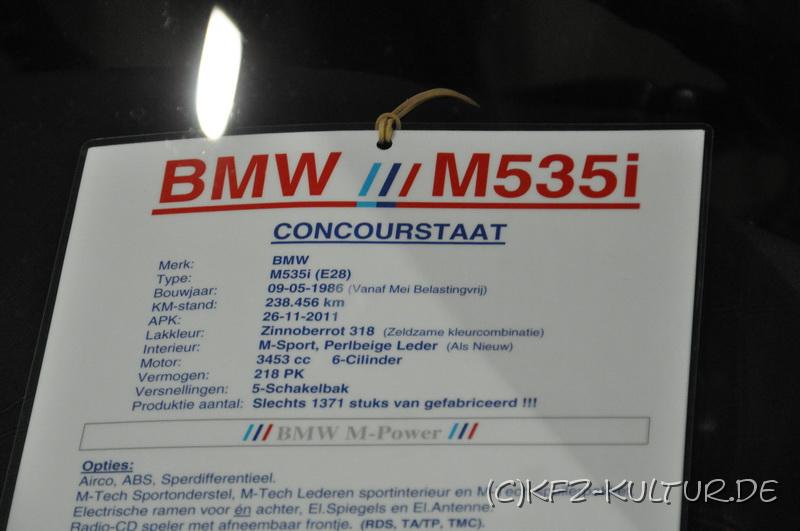 BMW M535i
CONCOURSTAAT
Merk: BMW
Type: M535i (E28)
Bouwjaar: 09-05-1986 (Vanaf Mei Belastingvrij)
KM-stand: 238.456 km
APK: 26-11-2011
Lakkleur: Zinnoberrot 318 (Zeldzame kleurcombinatie)
Interieur: M-Sport, Perlbeige Leder (Als Nieuw)
Motor: 3453 cc 6-Cilinder
Vermogen: 218 PK
Versnellingen: 5-Schakelbak
Produktie aantal: Slechts 1371 stuks van gefabriceerd !!!
BMW M-Power
Opties:
Airco, ABS, Sperdifferentieel.
M-Tech Sportonderstel, M-Tech Lederen sportinterieur en
Electrische ramen voor én achter, El.Spiegels en El.Antenne.
Radio-CD speler met afneembaar frontje. (RDS, TA/TP, TMC).
(C)KFZ-KULTUR.DE